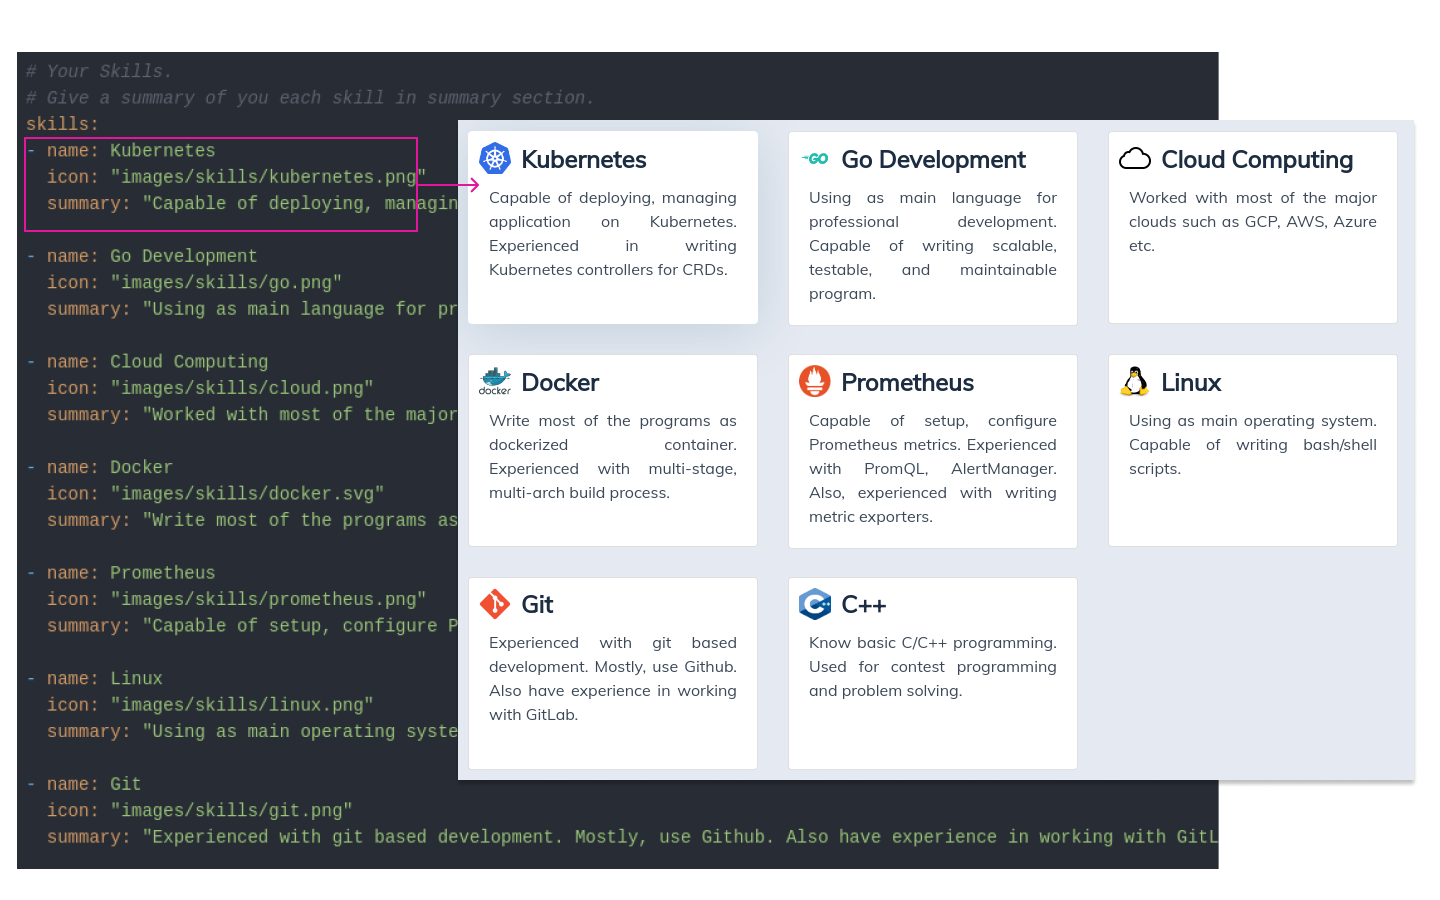 # Your Skills.
# Give a summary of you each skill in summary section.
skills:
- name: Kubernetes
icon: "images/skills/kubernetes.png"
summary: "Capable of deploying, managin
- name: Go Development
icon: "images/skills/go.png"
summary: "Using as main language for pr
- name: Cloud Computing
icon: "images/skills/cloud.png"
summary: "Worked with most of the major
- name: Docker
icon: "images/skills/docker.svg"
summary: "Write most of the programs as
- name: Prometheus
icon: "images/skills/prometheus.png"
summary: "Capable of setup, configure P
- name: Linux
icon: "images/skills/linux.png"
summary: "Using as main operating syste
- name: Git
icon: "images/skills/git.png"
summary: "Experienced with git based development. Mostly, use Github. Also have experience in working with GitL
Kubernetes
Capable of deploying, managing
application on Kubernetes.
Experienced in writing
Kubernetes controllers for CRDs.
GO Go Development
Using as main language for
professional development.
Capable of writing scalable,
testable, and maintainable
program.
Cloud Computing
Worked with most of the major
clouds such as GCP, AWS, Azure
etc.
docker Docker
Write most of the programs as
dockerized container.
Experienced with multi-stage,
multi-arch build process.
Prometheus
Capable of setup, configure
Prometheus metrics. Experienced
with PromQL, AlertManager.
Also, experienced with writing
metric exporters.
Linux
Using as main operating system.
Capable of writing bash/shell
scripts.
Git
Experienced with git based
development. Mostly, use Github.
Also have experience in working
with GitLab.
C++ C++
Know basic C/C++ programming.
Used for contest programming
and problem solving.